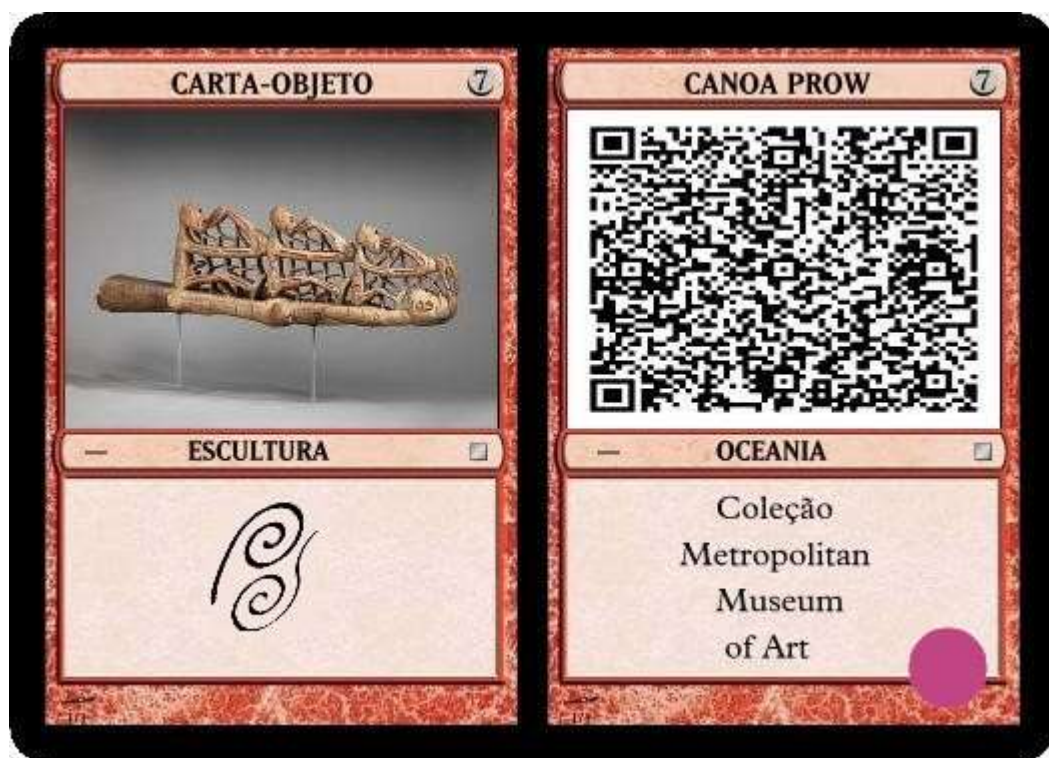 CARTA-OBJETO 7
ESCULTURA
CANOA PROW 7
OCEANIA
Coleção
Metropolitan
Museum
of Art